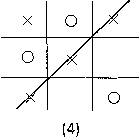 × ○ ×
○ ×
× ○
(4)